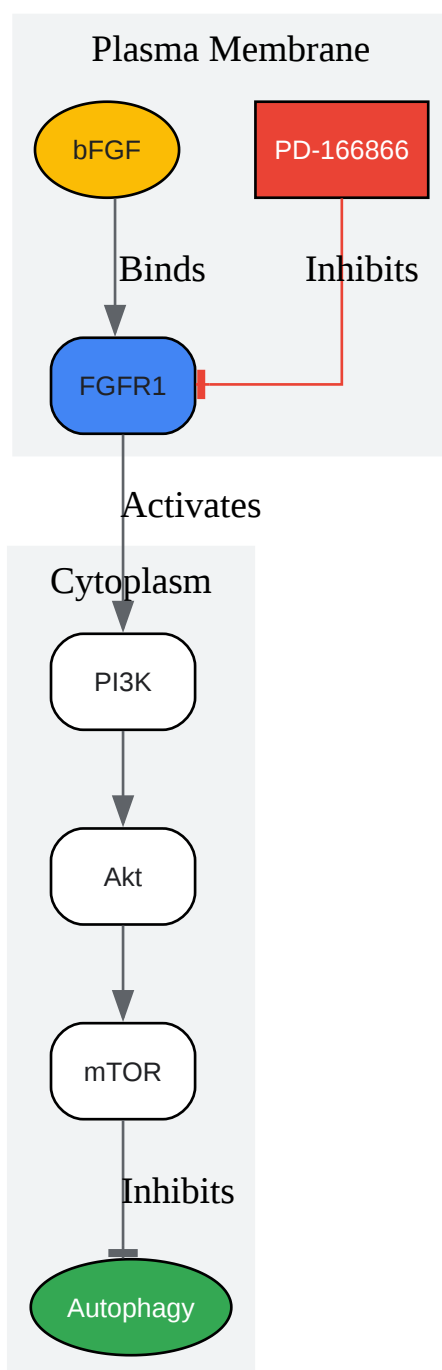 Plasma Membrane
bFGF
PD-166866
Binds
Inhibits
FGFR1
Activates
Cytoplasm
PI3K
Akt
mTOR
Inhibits
Autophagy